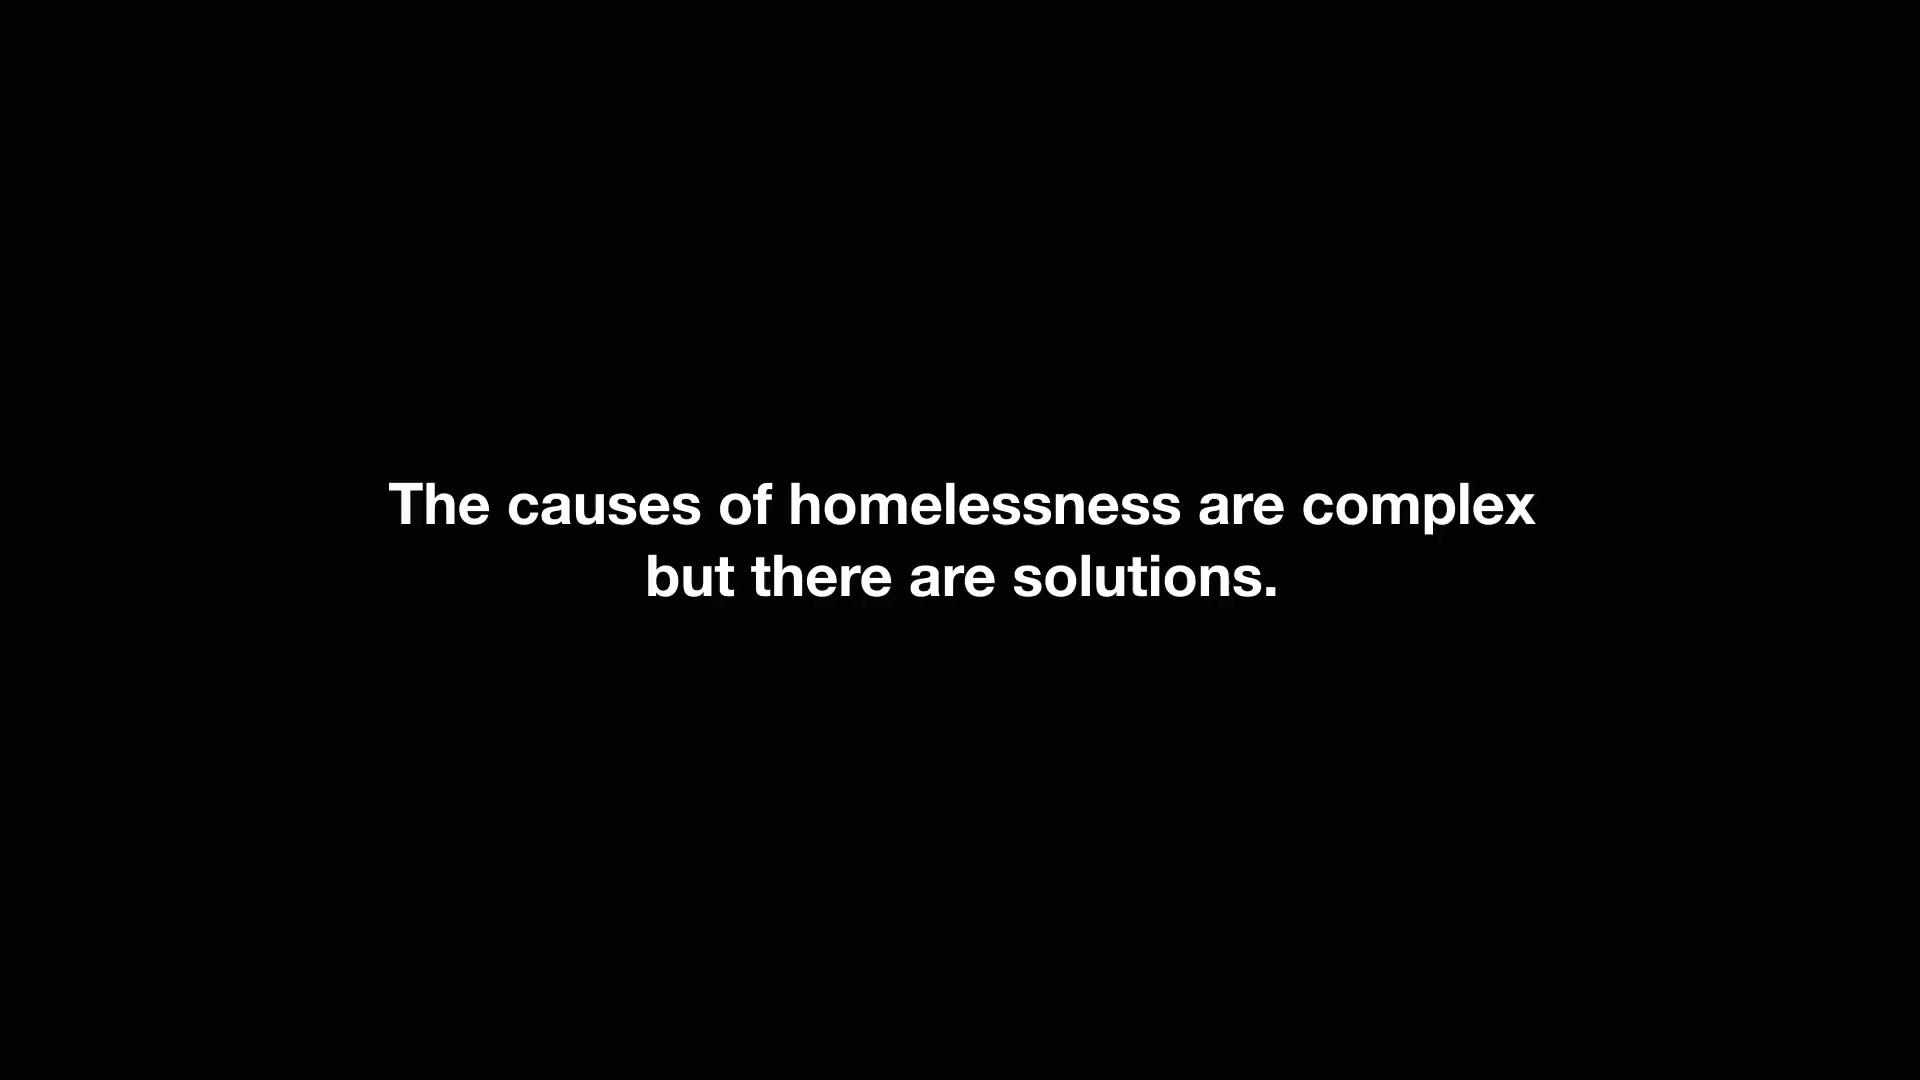 The causes of homelessness are complex
but there are solutions.